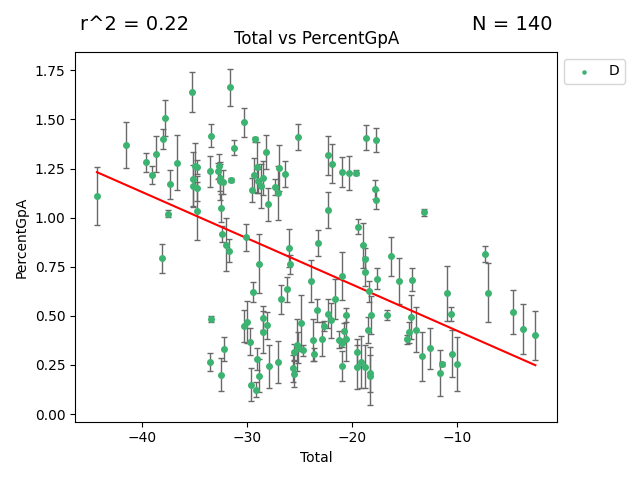 r^2 = 0.22
N = 140
Total vs PercentGpA
D
PercentGpA
1.75
1.50
1.25
1.00
0.75
0.50
0.25
0.00
−40
−30
−20
−10
Total